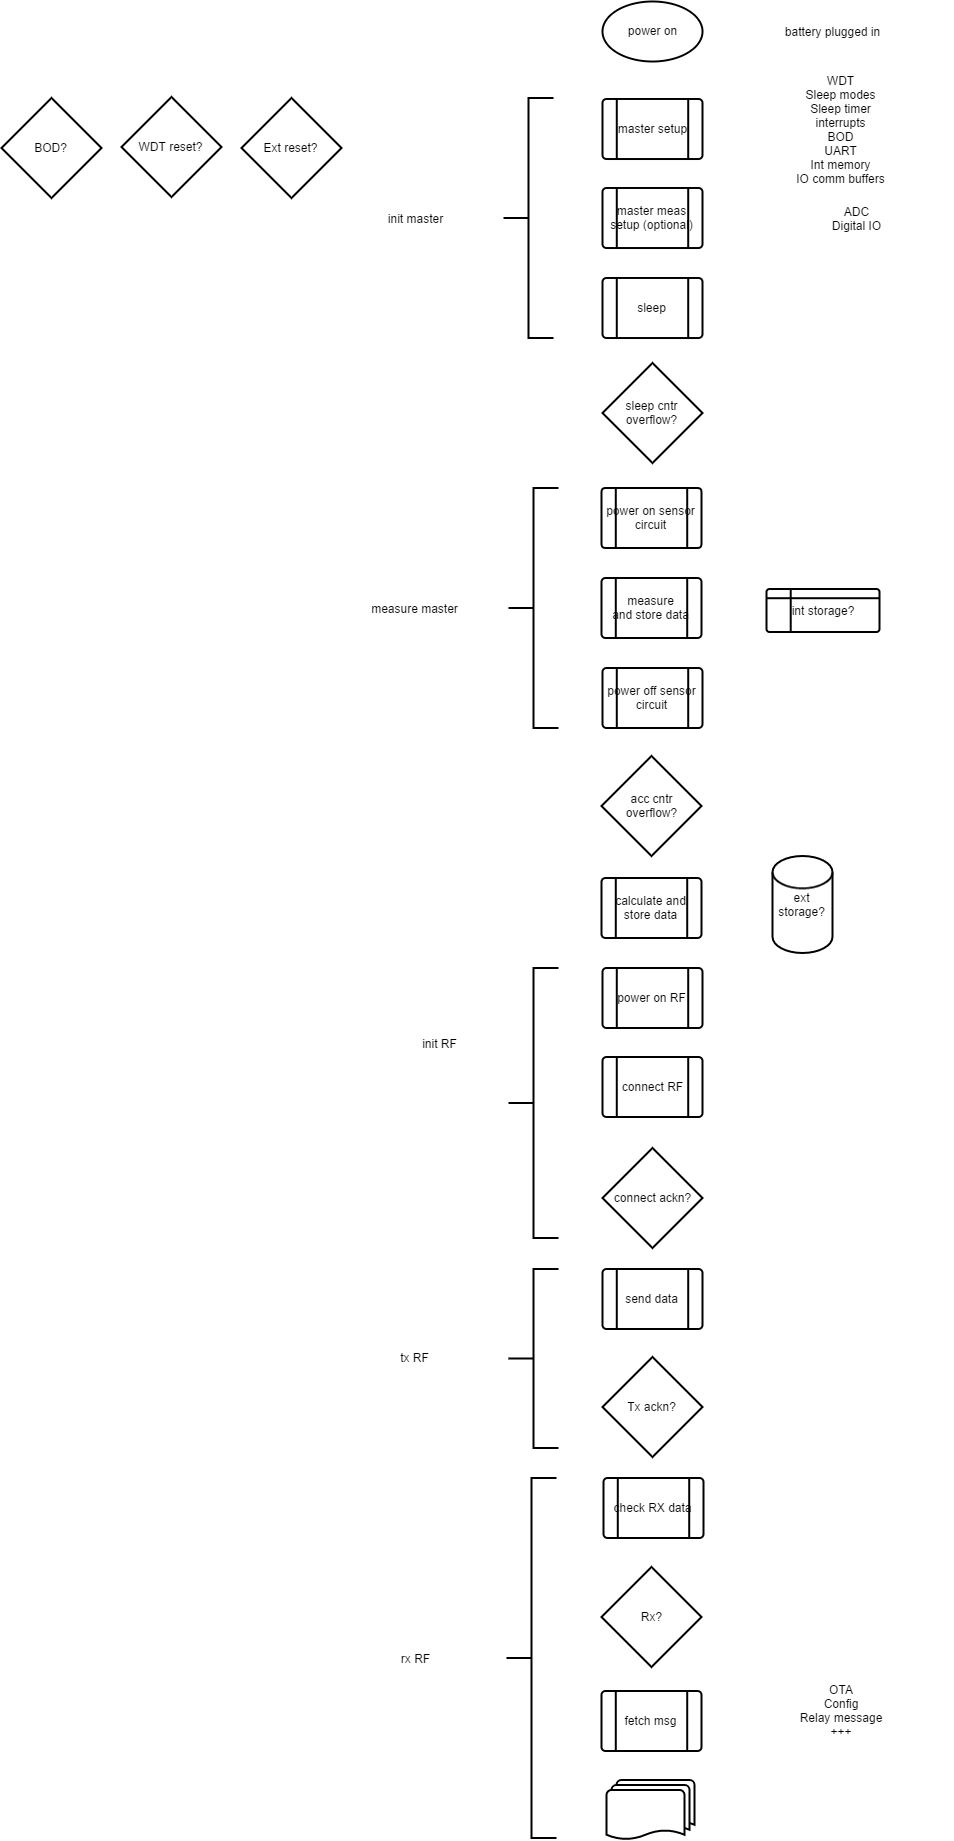 power on
battery plugged in
WDT
Sleep modes
Sleep timer
interrupts
BOD
UART
Int memory
IO comm buffers
BOD?
WDT reset?
Ext reset?
master setup
init master
master meas
setup (optional)
ADC
Digital IO
sleep
sleep cntr
overflow?
power on sensor
circuit
measure master
measure
and store data
int storage?
power off sensor
circuit
acc cntr
overflow?
calculate and
store data
ext
storage?
power on RF
init RF
connect RF
connect ackn?
send data
tx RF
Tx ackn?
check RX data
Rx?
rx RF
fetch msg
OTA
Config
Relay message
+++